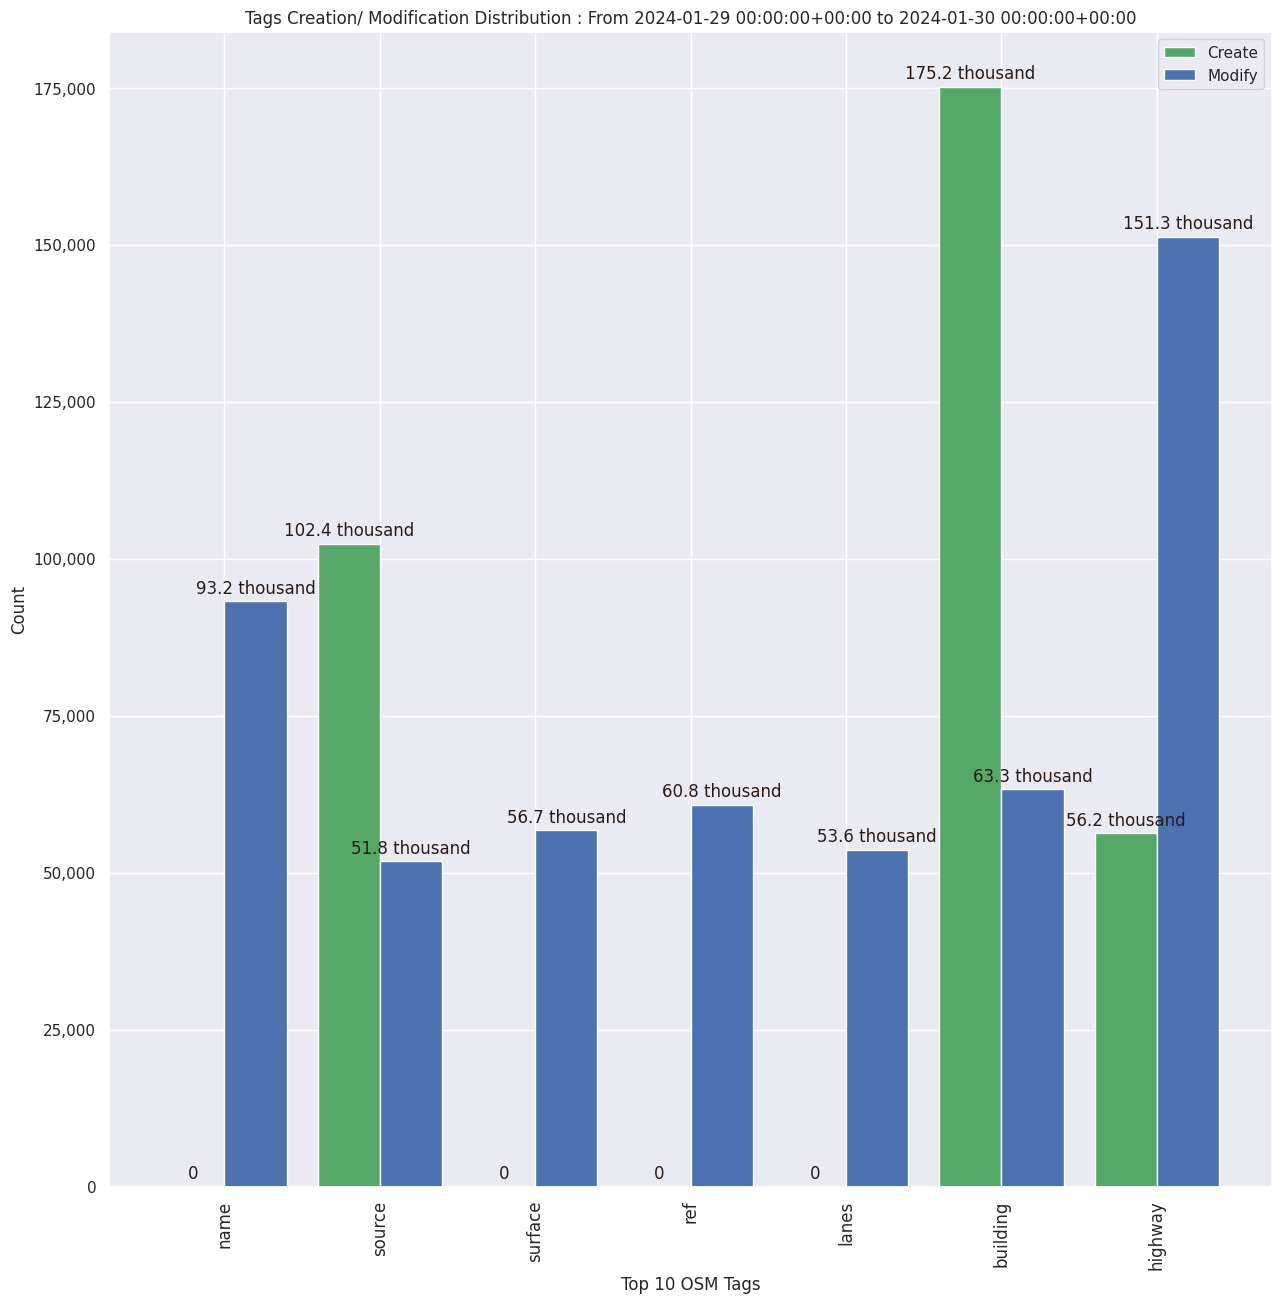 Tags Creation/ Modification Distribution : From 2024-01-29 00:00:00+00:00 to 2024-01-30 00:00:00+00:00
Create
Modify
175.2 thousand
175,000
151.3 thousand
150,000
125,000
102.4 thousand
100,000
93.2 thousand
Count
75,000
63.3 thousand
60.8 thousand
56.7 thousand
56.2 thousand
53.6 thousand
51.8 thousand
50,000
25,000
0
0
0
0
0
name
source
surface
ref
lanes
building
highway
Top 10 OSM Tags